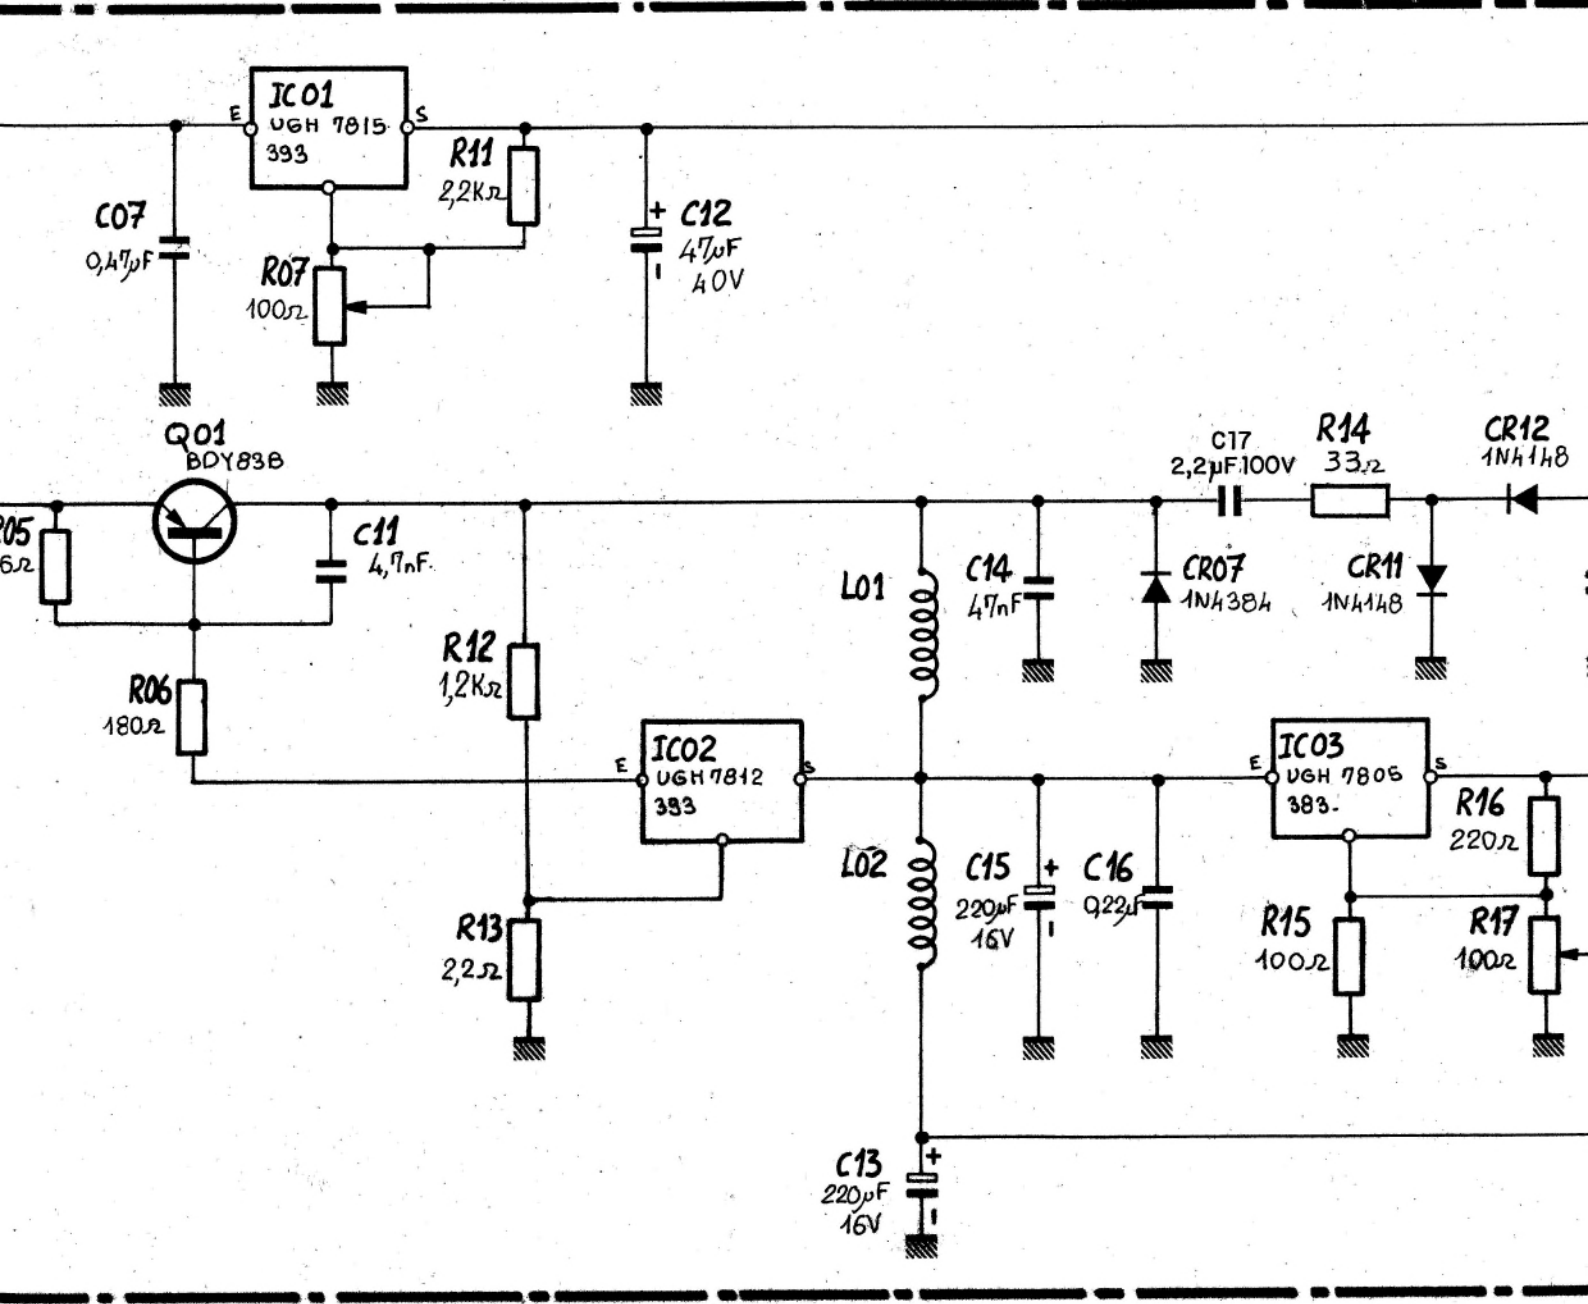 IC01
E
S
UGH 7815
393
R11
2,2KΩ
C07
0,47µF
+
C12
47µF
40V
-
R07
100Ω
Q01
BDY83B
C17
2,2µF.100V
R14
33Ω
CR12
1N4148
R05
6Ω
C11
4,7nF
L01
C14
47nF
CR07
1N4384
CR11
1N4148
R12
1,2KΩ
R06
180Ω
E
IC02
S
UGH 7812
393
E
IC03
S
UGH 7805
383-
R16
220Ω
L02
C15
+
220µF
16V
-
C16
0,22µF
R13
2,2Ω
R15
100Ω
R17
100Ω
C13
+
220µF
16V
-